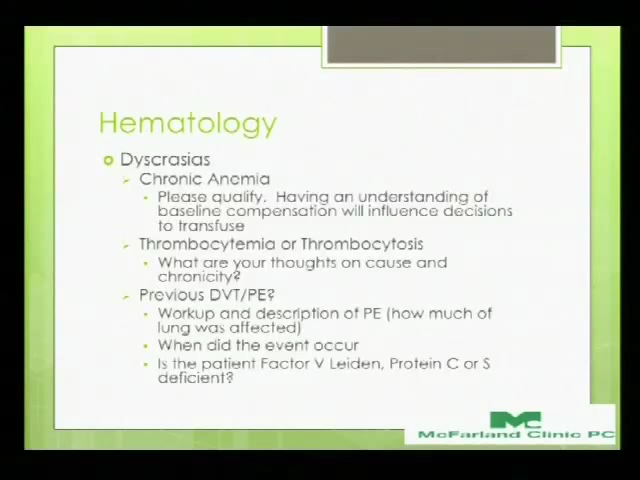 Hematology
Dyscrasias
Chronic Anemia
Please qualify. Having an understanding of
baseline compensation will influence decisions
to transfuse
Thrombocytemia or Thrombocytosis
What are your thoughts on cause and
chronicity?
Previous DVT/PE?
Workup and description of PE (how much of
lung was affected)
When did the event occur
Is the patient Factor V Leiden, Protein C or S
deficient?
MC
McFarland Clinic PC